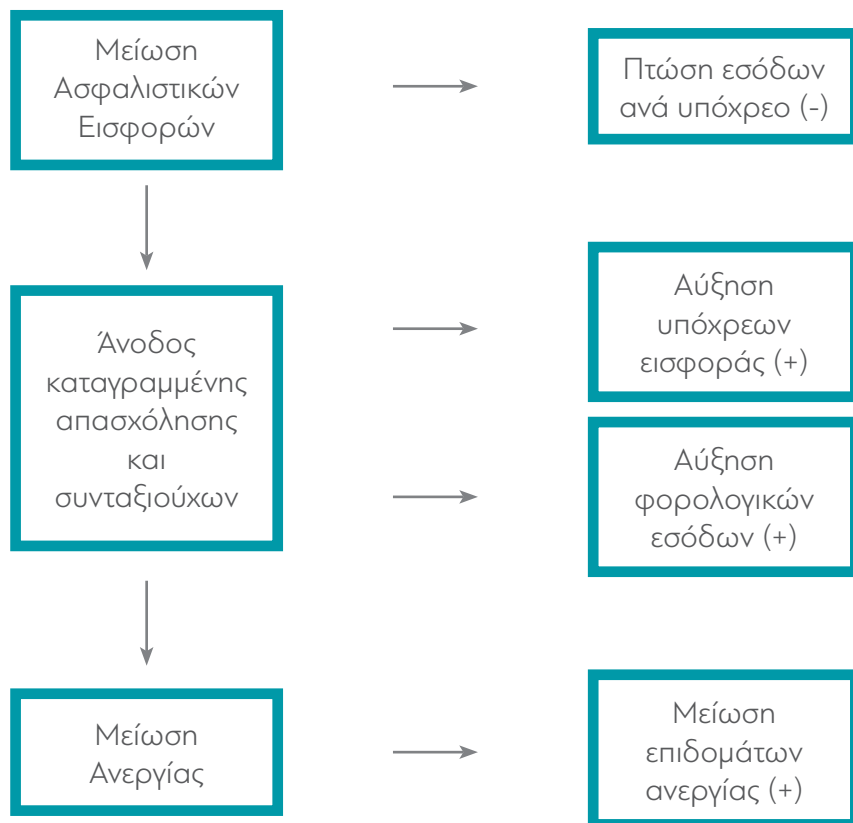 Μείωση
Ασφαλιστικών
Εισφορών
Πτώση εσόδων
ανά υπόχρεο (-)
Άνοδος
καταγραμμένης
απασχόλησης
και
συνταξιούχων
Αύξηση
υπόχρεων
εισφοράς (+)
Αύξηση
φορολογικών
εσόδων (+)
Μείωση
Ανεργίας
Μείωση
επιδομάτων
ανεργίας (+)